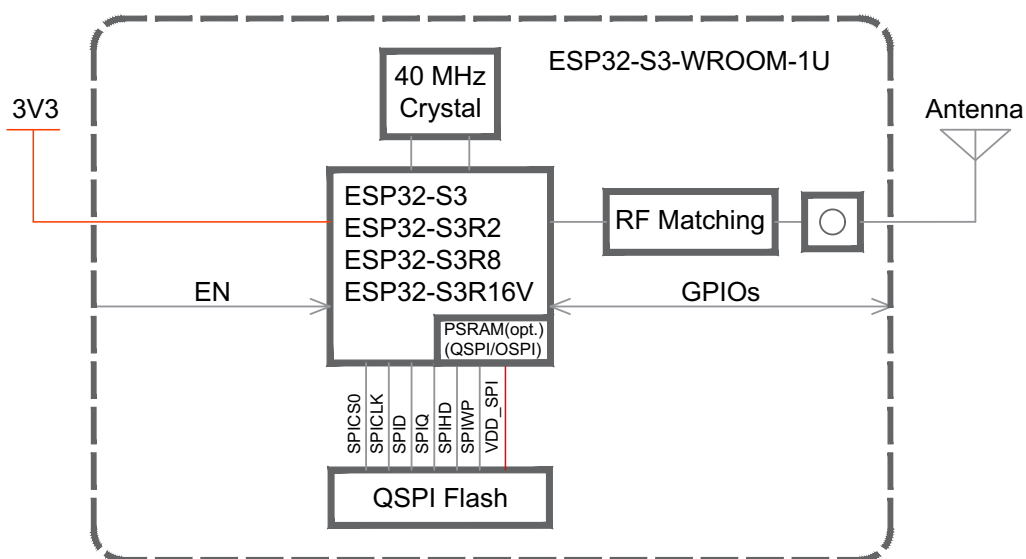 ESP32-S3-WROOM-1U
40 MHz
Crystal
3V3
Antenna
ESP32-S3
ESP32-S3R2
ESP32-S3R8
ESP32-S3R16V
RF Matching
EN
GPIOs
PSRAM(opt.)
(QSPI/OSPI)
SPICS0
SPICLK
SPID
SPIQ
SPIHD
SPIWP
VDD_SPI
QSPI Flash